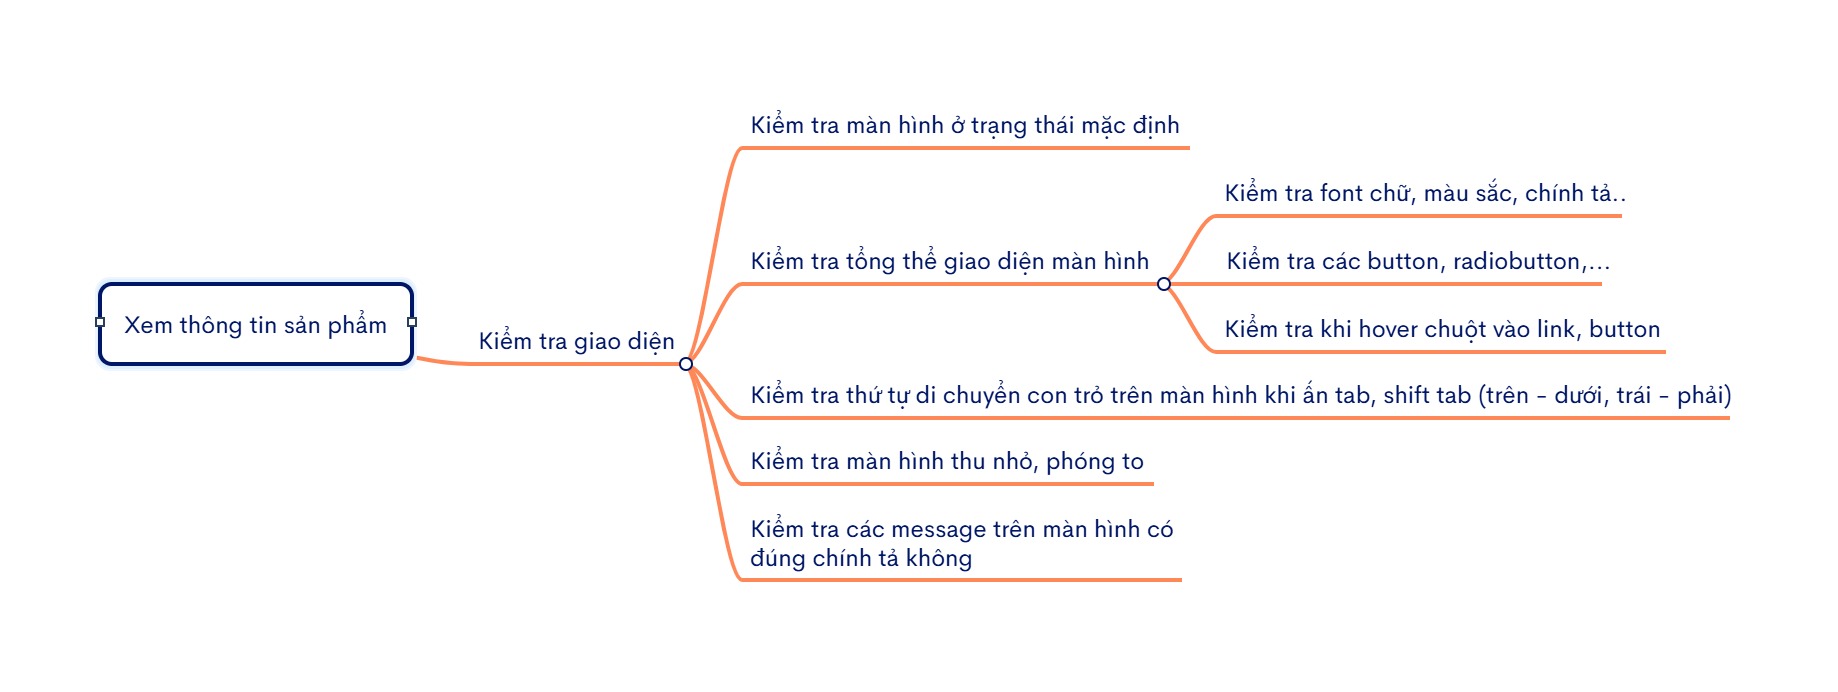 Xem thông tin sản phẩm
Kiểm tra giao diện
Kiểm tra màn hình ở trạng thái mặc định
Kiểm tra tổng thể giao diện màn hình
Kiểm tra font chữ, màu sắc, chính tả..
Kiểm tra các button, radiobutton,...
Kiểm tra khi hover chuột vào link, button
Kiểm tra thứ tự di chuyển con trỏ trên màn hình khi ấn tab, shift tab (trên - dưới, trái - phải)
Kiểm tra màn hình thu nhỏ, phóng to
Kiểm tra các message trên màn hình có
đúng chính tả không